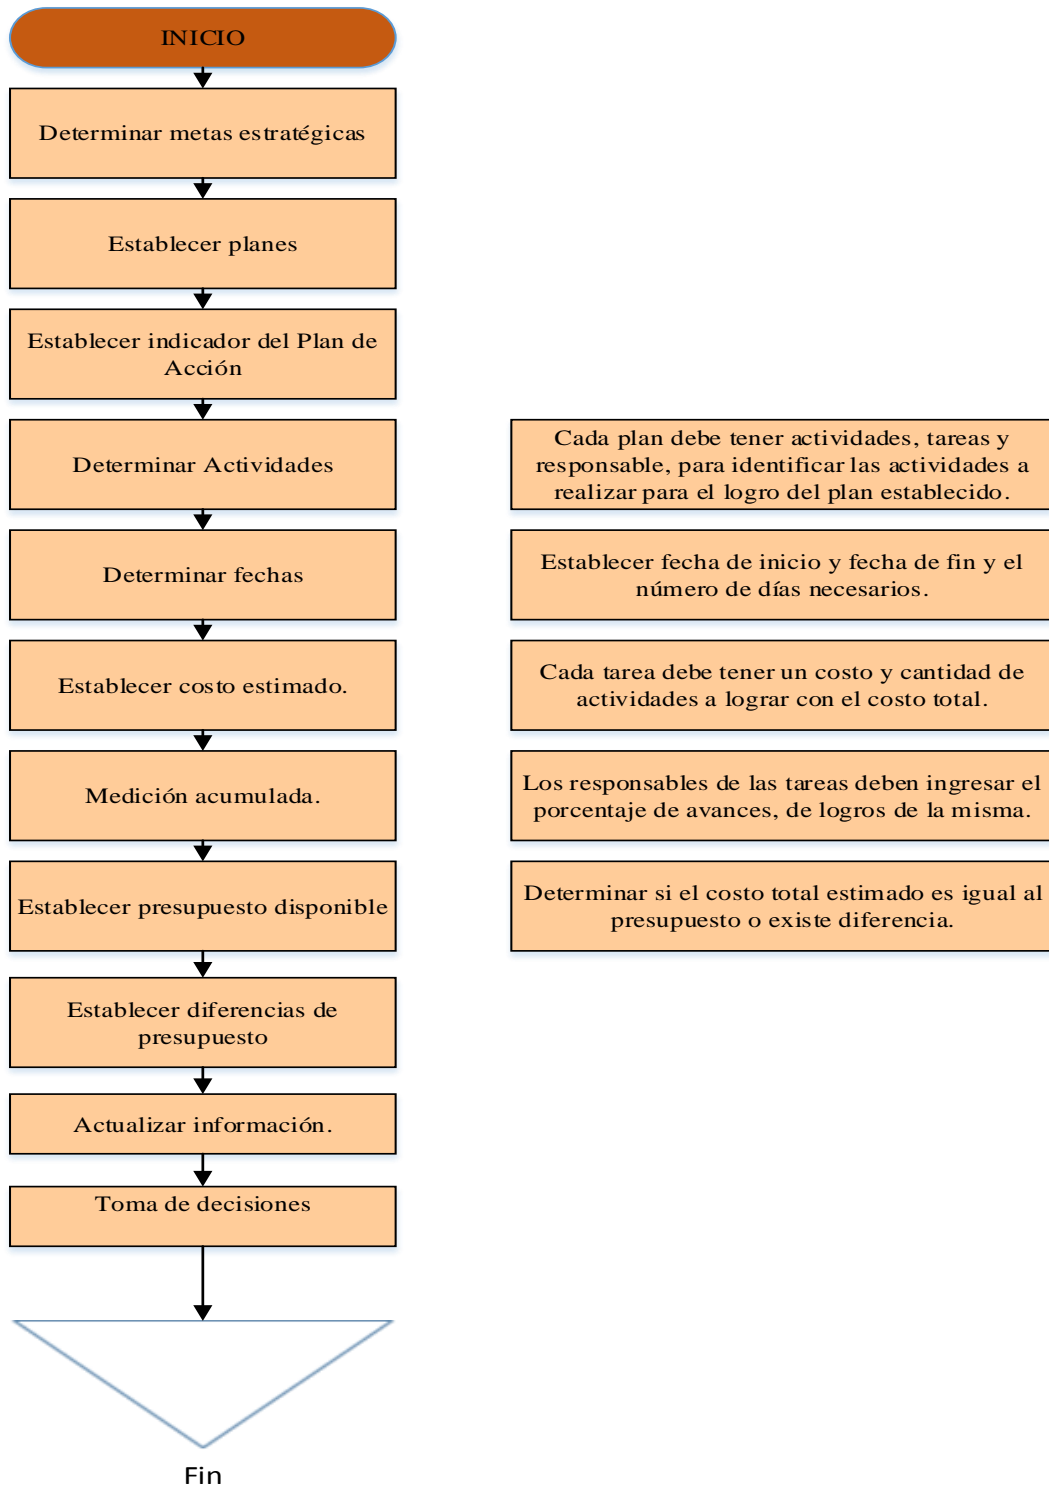 INICIO
Determinar metas estratégicas
Establecer planes
Establecer indicador del Plan de
Acción
Determinar Actividades
Cada plan debe tener actividades, tareas y
responsable, para identificar las actividades a
realizar para el logro del plan establecido.
Determinar fechas
Establecer fecha de inicio y fecha de fin y el
número de días necesarios.
Establecer costo estimado.
Cada tarea debe tener un costo y cantidad de
actividades a lograr con el costo total.
Medición acumulada.
Los responsables de las tareas deben ingresar el
porcentaje de avances, de logros de la misma.
Establecer presupuesto disponible
Determinar si el costo total estimado es igual al
presupuesto o existe diferencia.
Establecer diferencias de
presupuesto
Actualizar información.
Toma de decisiones
Fin